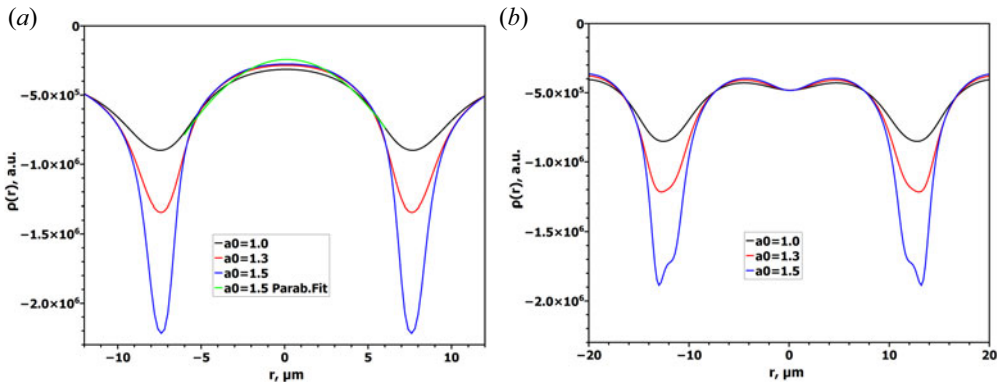 (a)
0
−5.0×10⁵
−1.0×10⁶
−1.5×10⁶
−2.0×10⁶
ρ(r), a.u.
a0=1.0
a0=1.3
a0=1.5
a0=1.5 Parab.Fit
−10 −5 0 5 10
r, μm
(b)
0
−5.0×10⁵
−1.0×10⁶
−1.5×10⁶
−2.0×10⁶
ρ(r), a.u.
a0=1.0
a0=1.3
a0=1.5
−20 −10 0 10 20
r, μm